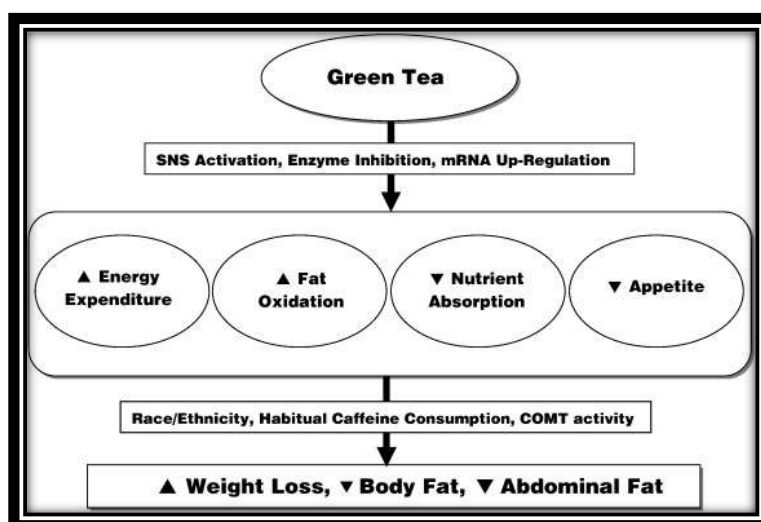 Green Tea
SNS Activation, Enzyme Inhibition, mRNA Up-Regulation
▲ Energy
Expenditure
▲ Fat
Oxidation
▼ Nutrient
Absorption
▼ Appetite
Race/Ethnicity, Habitual Caffeine Consumption, COMT activity
▲ Weight Loss, ▼ Body Fat, ▼ Abdominal Fat